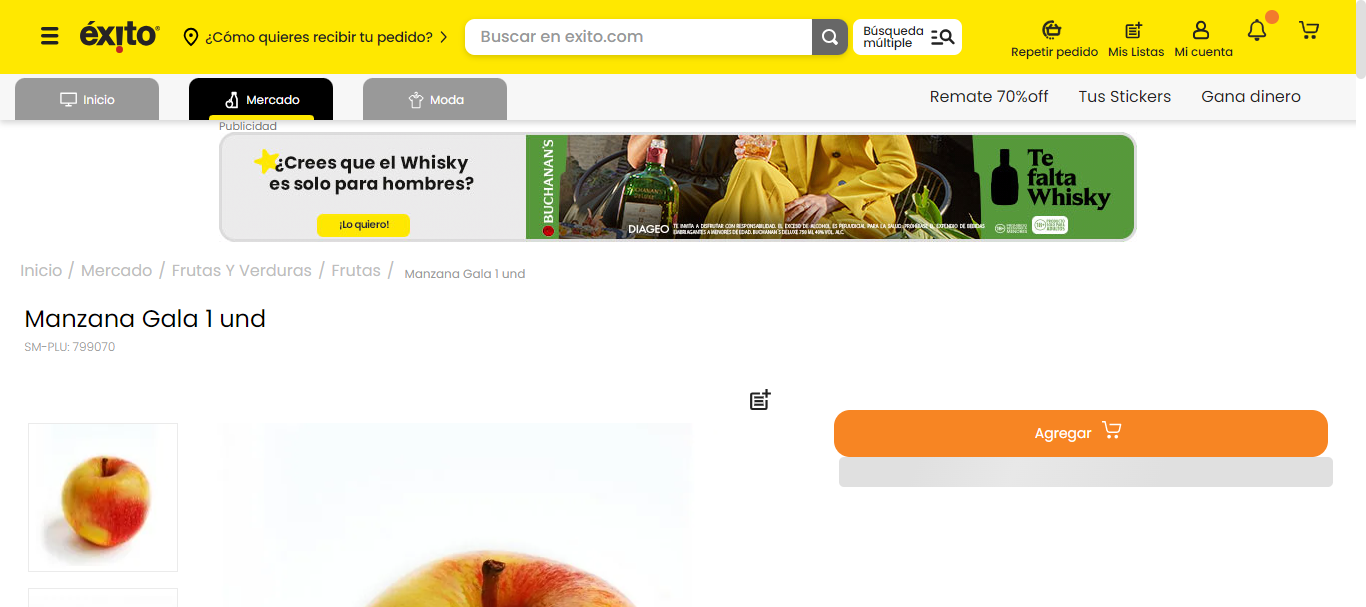 éxito
¿Cómo quieres recibir tu pedido?
Buscar en exito.com
Búsqueda
múltiple
Repetir pedido
Mis Listas
Mi cuenta
Inicio
Mercado
Moda
Remate 70%off
Tus Stickers
Gana dinero
Publicidad
¿Crees que el Whisky
es solo para hombres?
¡Lo quiero!
BUCHANAN'S
DIAGEO
TE INVITA A DISFRUTAR CON RESPONSABILIDAD. EL EXCESO DE ALCOHOL ES PERJUDICIAL PARA LA SALUD. PROHÍBESE EL EXPENDIO DE BEBIDAS
EMBRIAGANTES A MENORES DE EDAD. BUCHANAN'S DELUXE 750 ML 40% VOL. ALC.
Te
falta
Whisky
Inicio / Mercado / Frutas Y Verduras / Frutas / Manzana Gala 1 und
Manzana Gala 1 und
SM-PLU: 799070
Agregar